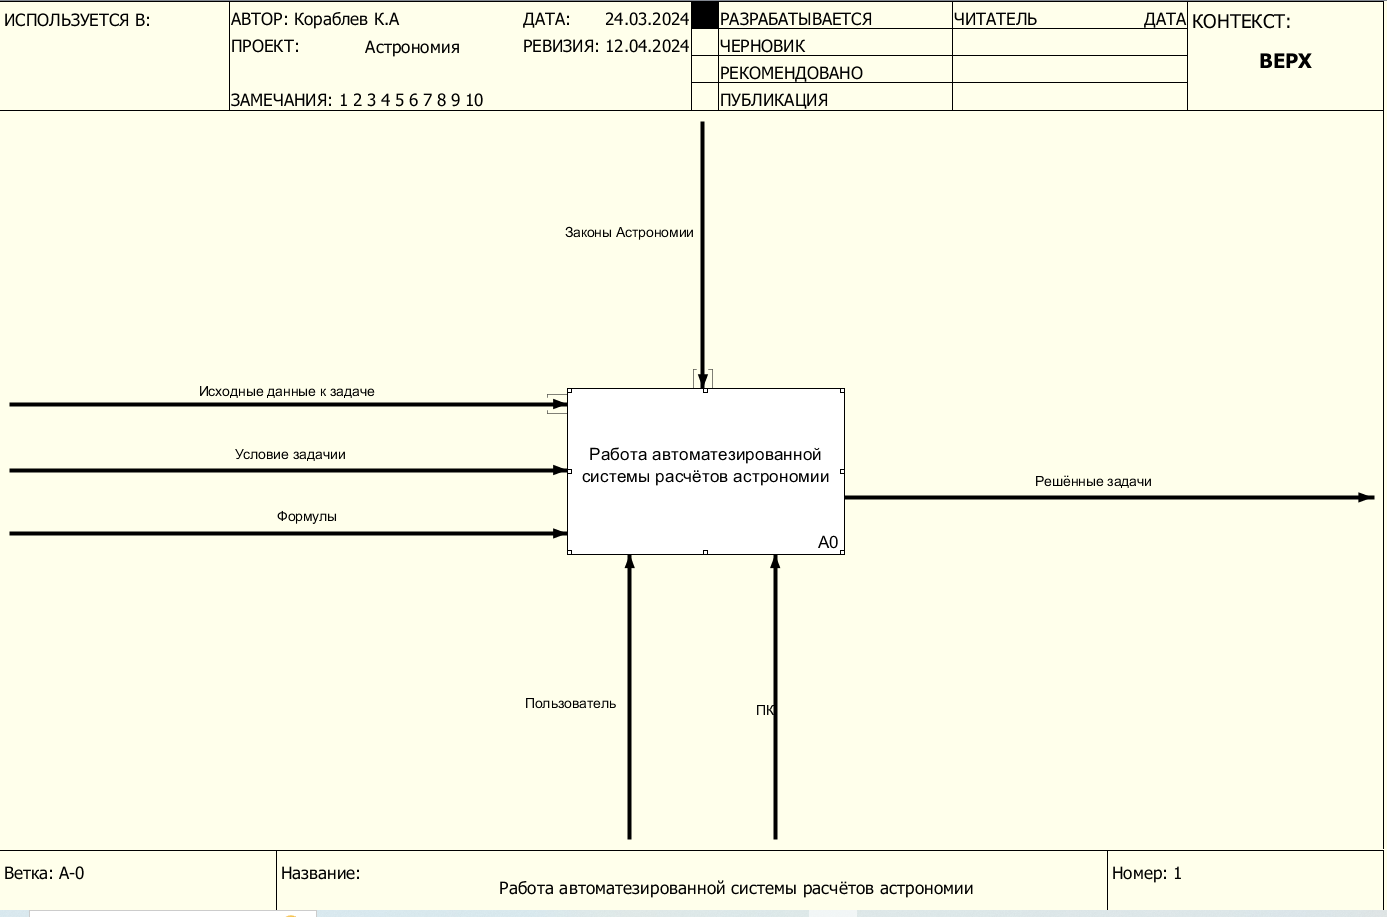 ИСПОЛЬЗУЕТСЯ В:
АВТОР: Кораблев К.А
ДАТА: 24.03.2024
ПРОЕКТ: Астрономия
РЕВИЗИЯ: 12.04.2024
ЗАМЕЧАНИЯ: 1 2 3 4 5 6 7 8 9 10
РАЗРАБАТЫВАЕТСЯ
ЧЕРНОВИК
РЕКОМЕНДОВАНО
ПУБЛИКАЦИЯ
ЧИТАТЕЛЬ
ДАТА
КОНТЕКСТ:
ВЕРХ
Законы Астрономии
Исходные данные к задаче
Условие задачии
Формулы
Работа автоматезированной
системы расчётов астрономии
A0
Решённые задачи
Пользователь
ПК
Ветка: A-0
Название:
Работа автоматезированной системы расчётов астрономии
Номер: 1